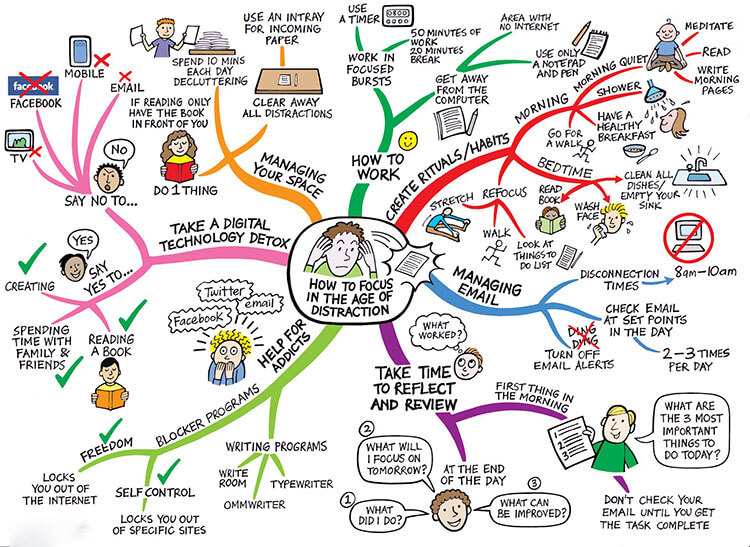 HOW TO FOCUS
IN THE AGE OF
DISTRACTION
HOW TO
WORK
USE
A TIMER
WORK IN
FOCUSED
BURSTS
50 MINUTES OF
WORK
20 MINUTES
BREAK
GET AWAY
FROM THE
COMPUTER
AREA WITH
NO INTERNET
USE ONLY
A NOTEPAD
AND PEN
CREATE RITUALS/HABITS
MORNING
MORNING QUIET
MEDITATE
READ
WRITE
MORNING
PAGES
SHOWER
HAVE A
HEALTHY
BREAKFAST
GO FOR
A WALK
BEDTIME
CLEAN ALL
DISHES/
EMPTY YOUR
SINK
READ
BOOK
WASH
FACE
REFOCUS
STRETCH
WALK
LOOK AT
THINGS TO
DO LIST
MANAGING
EMAIL
DISCONNECTION
TIMES
8am-10am
CHECK EMAIL
AT SET POINTS
IN THE DAY
2-3 TIMES
PER DAY
DING
DING
TURN OFF
EMAIL ALERTS
TAKE TIME
TO REFLECT
AND REVIEW
WHAT
WORKED?
FIRST THING
IN THE
MORNING
1
2
3
WHAT ARE
THE 3 MOST
IMPORTANT
THINGS TO
DO TODAY?
DON'T CHECK YOUR
EMAIL UNTIL YOU GET
THE TASK COMPLETE
AT THE END
OF THE DAY
1
WHAT
DID I DO?
2
WHAT WILL
I FOCUS ON
TOMORROW?
3
WHAT CAN
BE IMPROVED?
HELP FOR
ADDICTS
Twitter
email
Facebook
BLOCKER PROGRAMS
FREEDOM
LOCKS
YOU OUT OF
THE INTERNET
SELF CONTROL
LOCKS YOU OUT
OF SPECIFIC SITES
WRITING PROGRAMS
WRITE
ROOM
OMMWRITER
TYPEWRITER
TAKE A DIGITAL
TECHNOLOGY DETOX
SAY NO TO...
NO
TV
facebook
FACEBOOK
MOBILE
EMAIL
SAY
YES TO...
YES
CREATING
SPENDING
TIME WITH
FAMILY &
FRIENDS
READING
A BOOK
MANAGING
YOUR SPACE
DO 1 THING
IF READING ONLY
HAVE THE BOOK
IN FRONT OF YOU
SPEND 10 MINS
EACH DAY
DECLUTTERING
CLEAR AWAY
ALL DISTRACTIONS
USE AN INTRAY
FOR INCOMING
PAPER